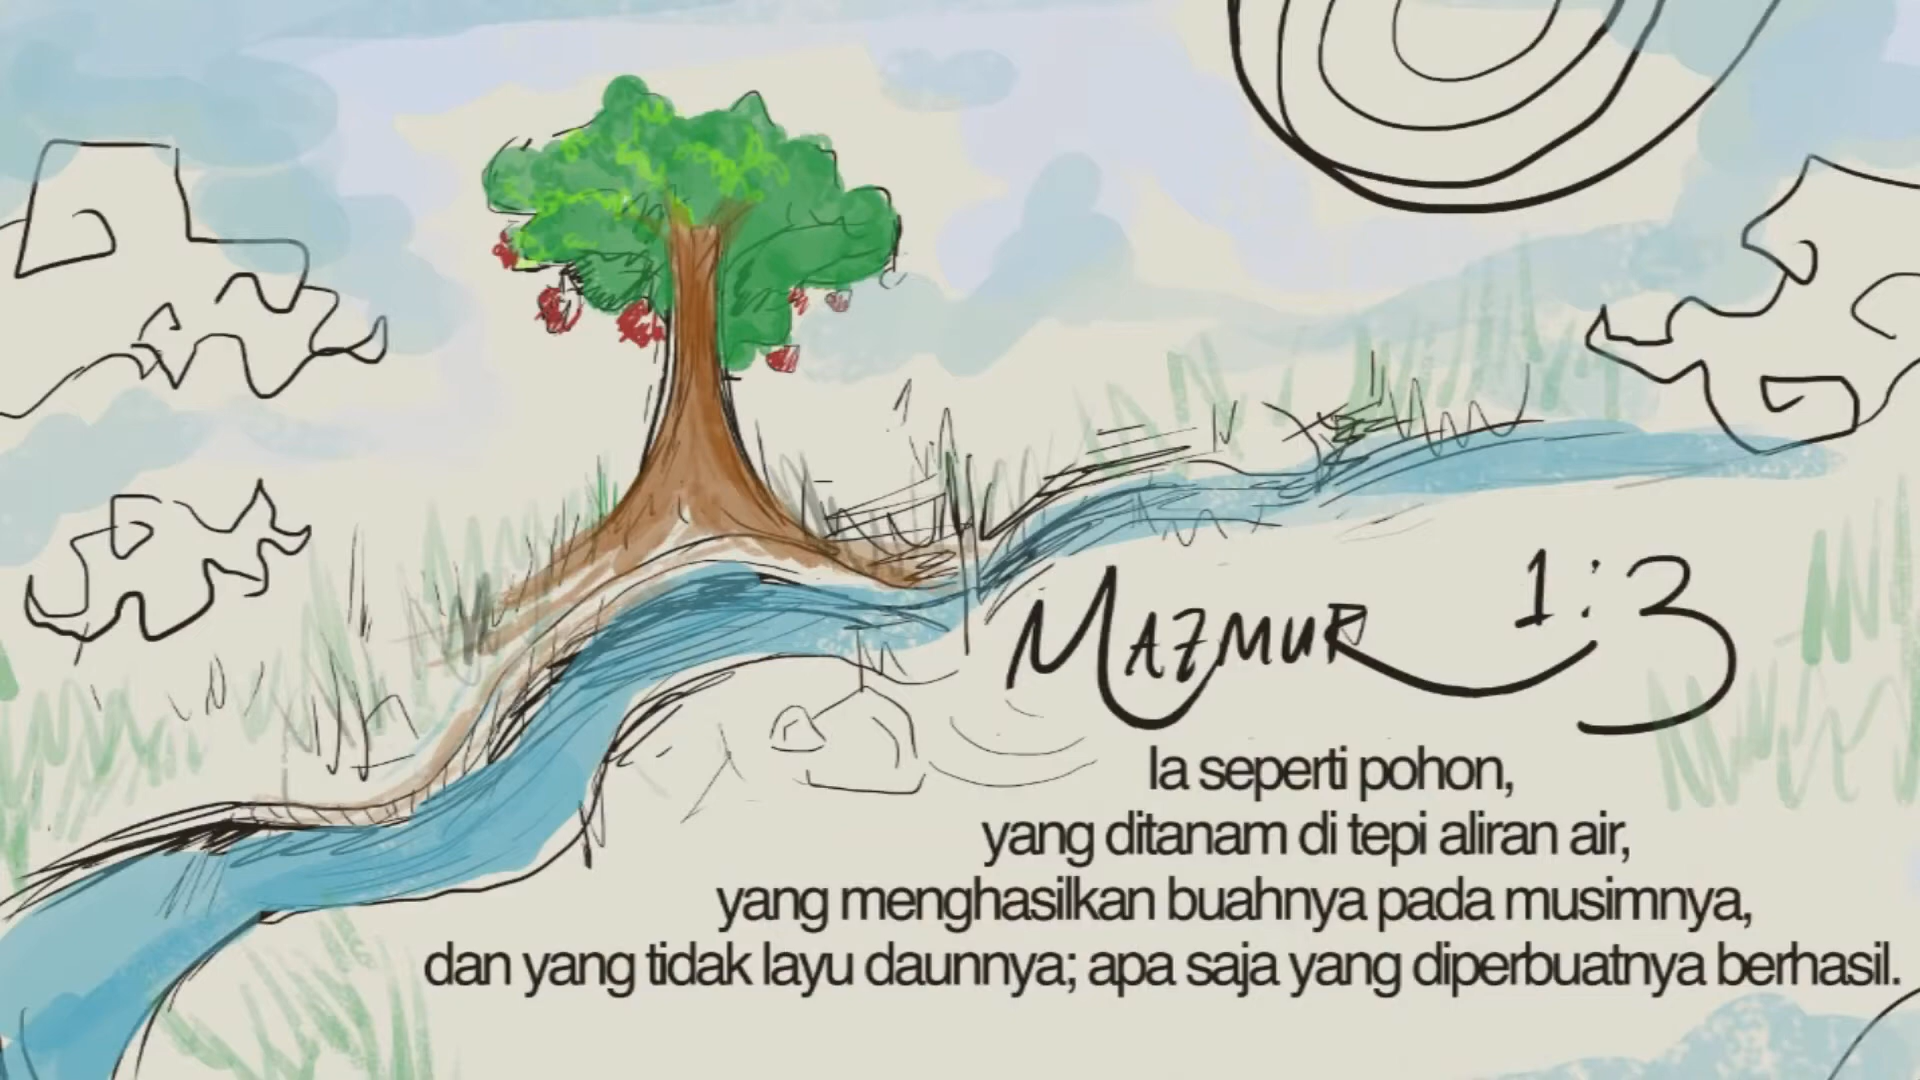 Mazmur 1:3
Ia seperti pohon,
yang ditanam di tepi aliran air,
yang menghasilkan buahnya pada musimnya,
dan yang tidak layu daunnya; apa saja yang diperbuatnya berhasil.